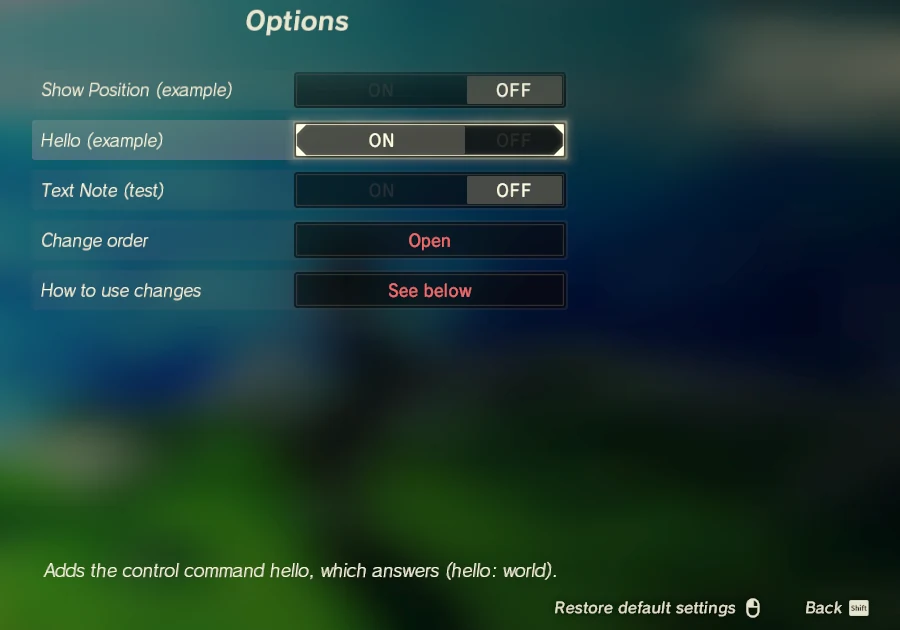 Options
Show Position (example) ON OFF
Hello (example) ON OFF
Text Note (test) ON OFF
Change order Open
How to use changes See below
Adds the control command hello, which answers (hello: world).
Restore default settings Back Shift